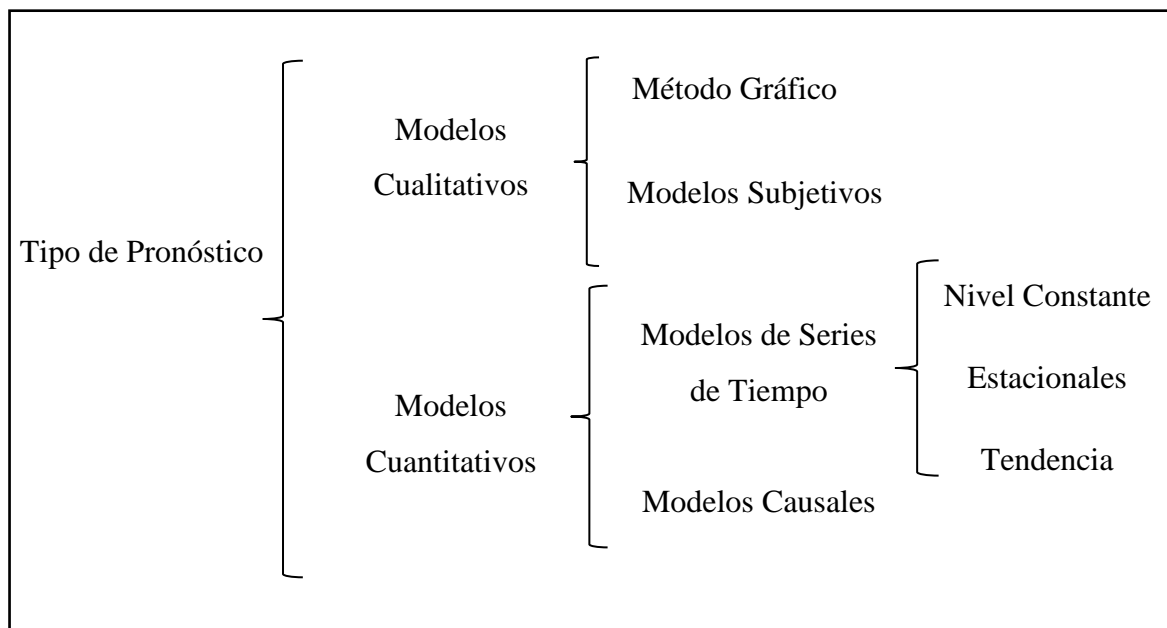 Tipo de Pronóstico
Modelos
Cualitativos
Método Gráfico
Modelos Subjetivos
Modelos
Cuantitativos
Modelos de Series
de Tiempo
Nivel Constante
Estacionales
Tendencia
Modelos Causales